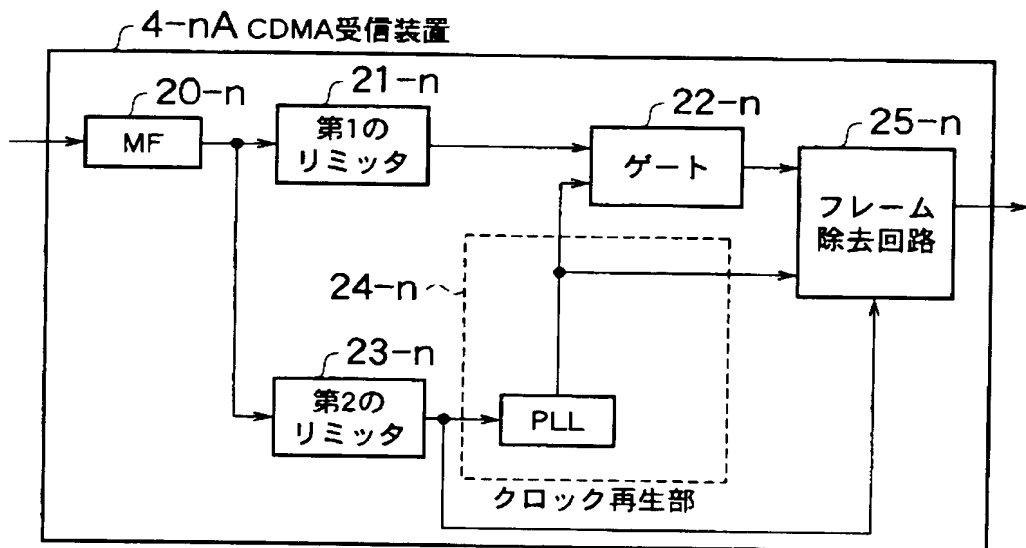 4-nA CDMA受信装置
20-n
MF
21-n
第1の
リミッタ
22-n
ゲート
25-n
フレーム
除去回路
24-n
23-n
第2の
リミッタ
PLL
クロック再生部